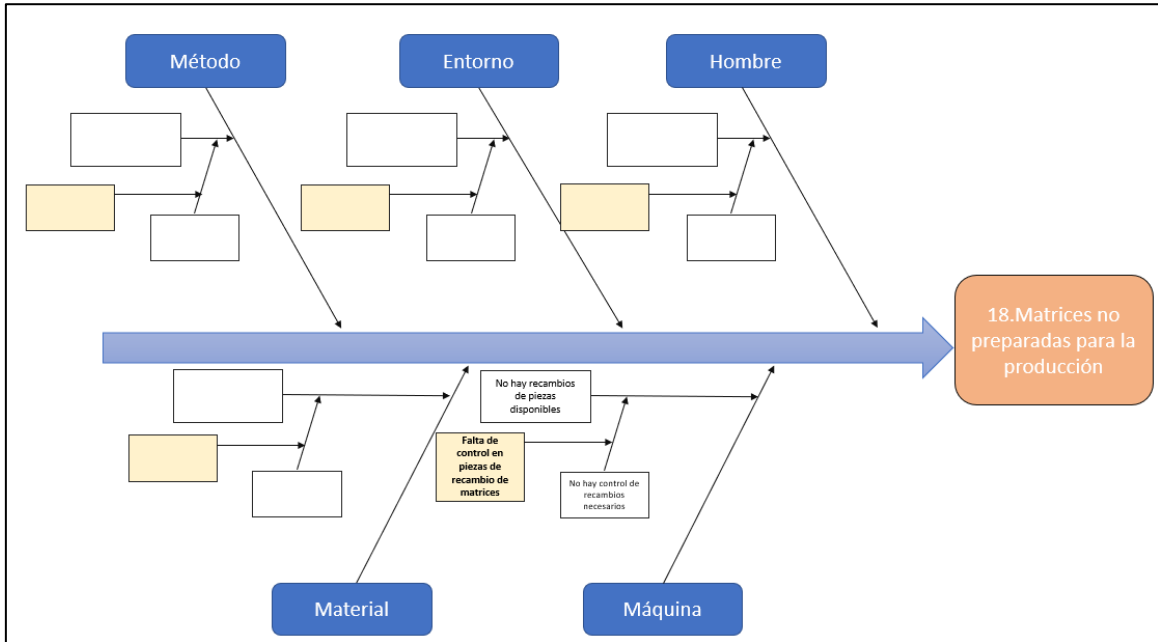 Método
Entorno
Hombre
18.Matrices no
preparadas para la
producción
No hay recambios
de piezas
disponibles
Falta de
control en
piezas de
recambio de
matrices
No hay control de
recambios
necesarios
Material
Máquina